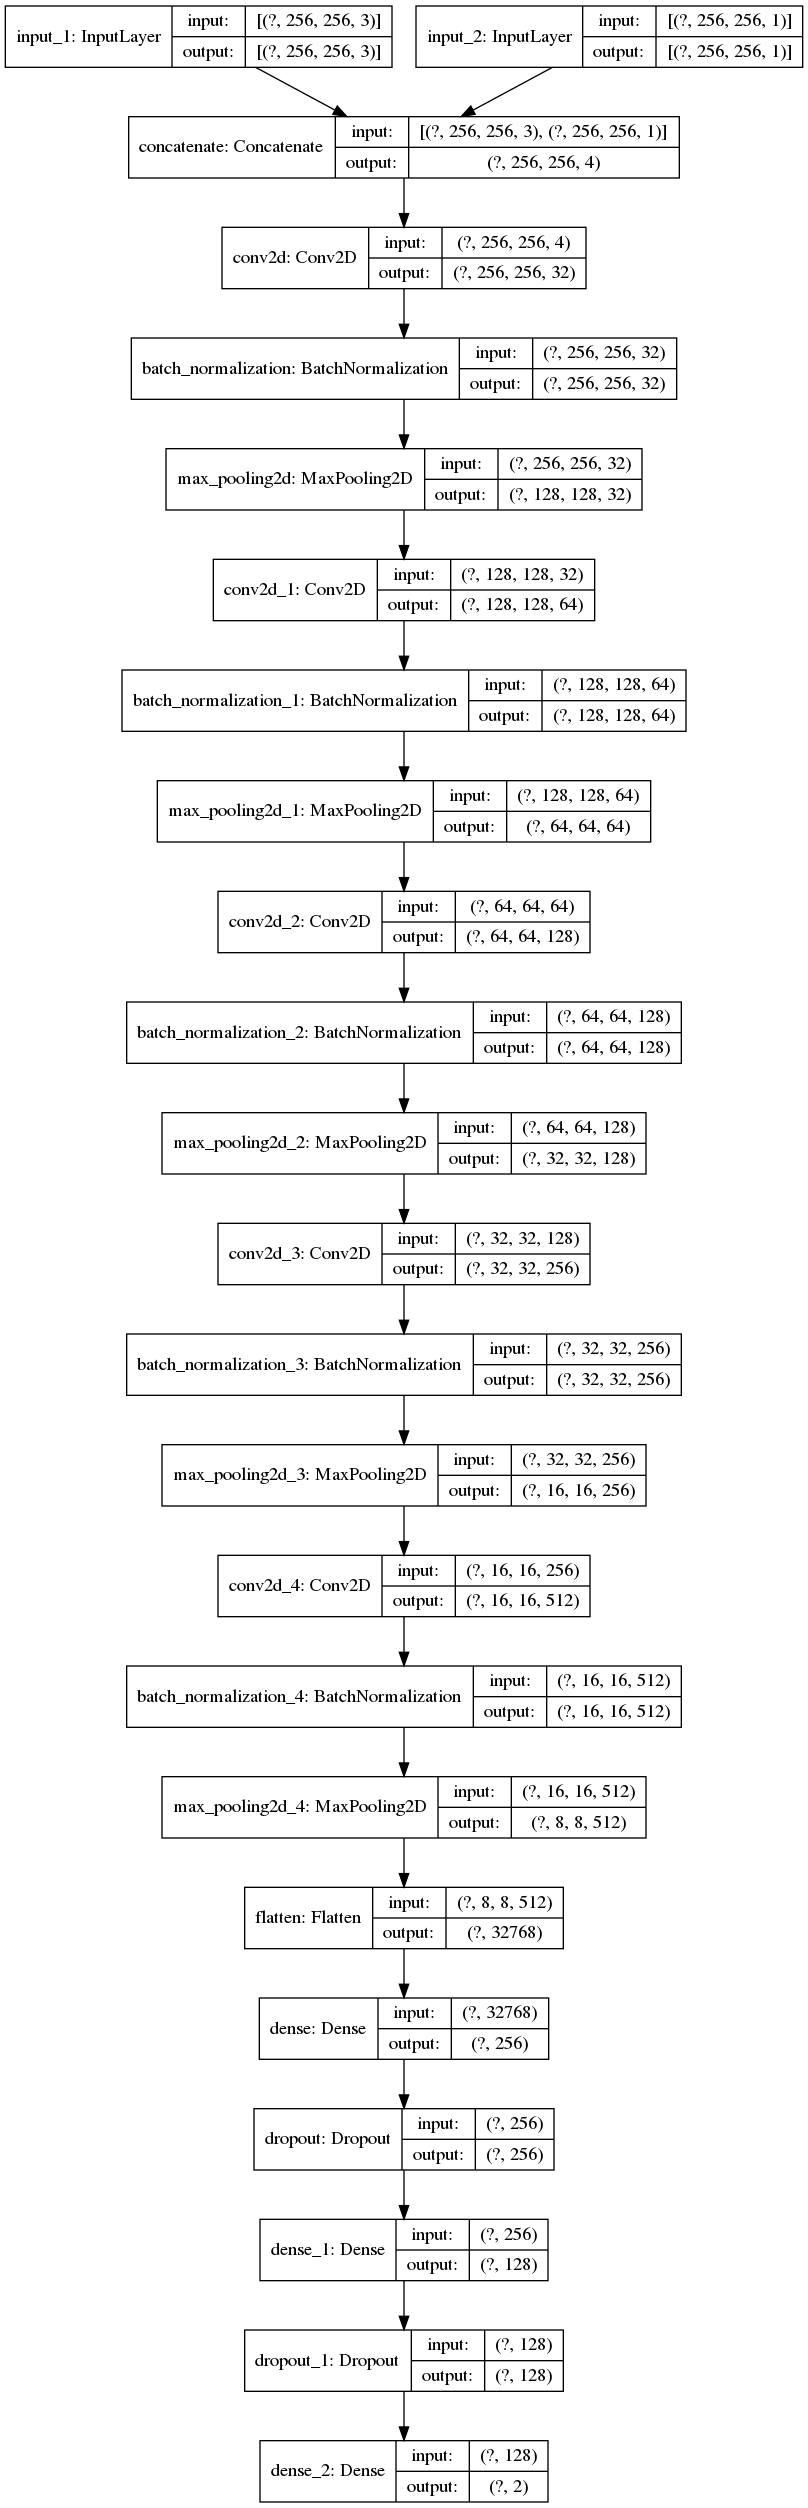 input_1: InputLayer input: [(?, 256, 256, 3)]
output: [(?, 256, 256, 3)]
input_2: InputLayer input: [(?, 256, 256, 1)]
output: [(?, 256, 256, 1)]
concatenate: Concatenate input: [(?, 256, 256, 3), (?, 256, 256, 1)]
output: (?, 256, 256, 4)
conv2d: Conv2D input: (?, 256, 256, 4)
output: (?, 256, 256, 32)
batch_normalization: BatchNormalization input: (?, 256, 256, 32)
output: (?, 256, 256, 32)
max_pooling2d: MaxPooling2D input: (?, 256, 256, 32)
output: (?, 128, 128, 32)
conv2d_1: Conv2D input: (?, 128, 128, 32)
output: (?, 128, 128, 64)
batch_normalization_1: BatchNormalization input: (?, 128, 128, 64)
output: (?, 128, 128, 64)
max_pooling2d_1: MaxPooling2D input: (?, 128, 128, 64)
output: (?, 64, 64, 64)
conv2d_2: Conv2D input: (?, 64, 64, 64)
output: (?, 64, 64, 128)
batch_normalization_2: BatchNormalization input: (?, 64, 64, 128)
output: (?, 64, 64, 128)
max_pooling2d_2: MaxPooling2D input: (?, 64, 64, 128)
output: (?, 32, 32, 128)
conv2d_3: Conv2D input: (?, 32, 32, 128)
output: (?, 32, 32, 256)
batch_normalization_3: BatchNormalization input: (?, 32, 32, 256)
output: (?, 32, 32, 256)
max_pooling2d_3: MaxPooling2D input: (?, 32, 32, 256)
output: (?, 16, 16, 256)
conv2d_4: Conv2D input: (?, 16, 16, 256)
output: (?, 16, 16, 512)
batch_normalization_4: BatchNormalization input: (?, 16, 16, 512)
output: (?, 16, 16, 512)
max_pooling2d_4: MaxPooling2D input: (?, 16, 16, 512)
output: (?, 8, 8, 512)
flatten: Flatten input: (?, 8, 8, 512)
output: (?, 32768)
dense: Dense input: (?, 32768)
output: (?, 256)
dropout: Dropout input: (?, 256)
output: (?, 256)
dense_1: Dense input: (?, 256)
output: (?, 128)
dropout_1: Dropout input: (?, 128)
output: (?, 128)
dense_2: Dense input: (?, 128)
output: (?, 2)